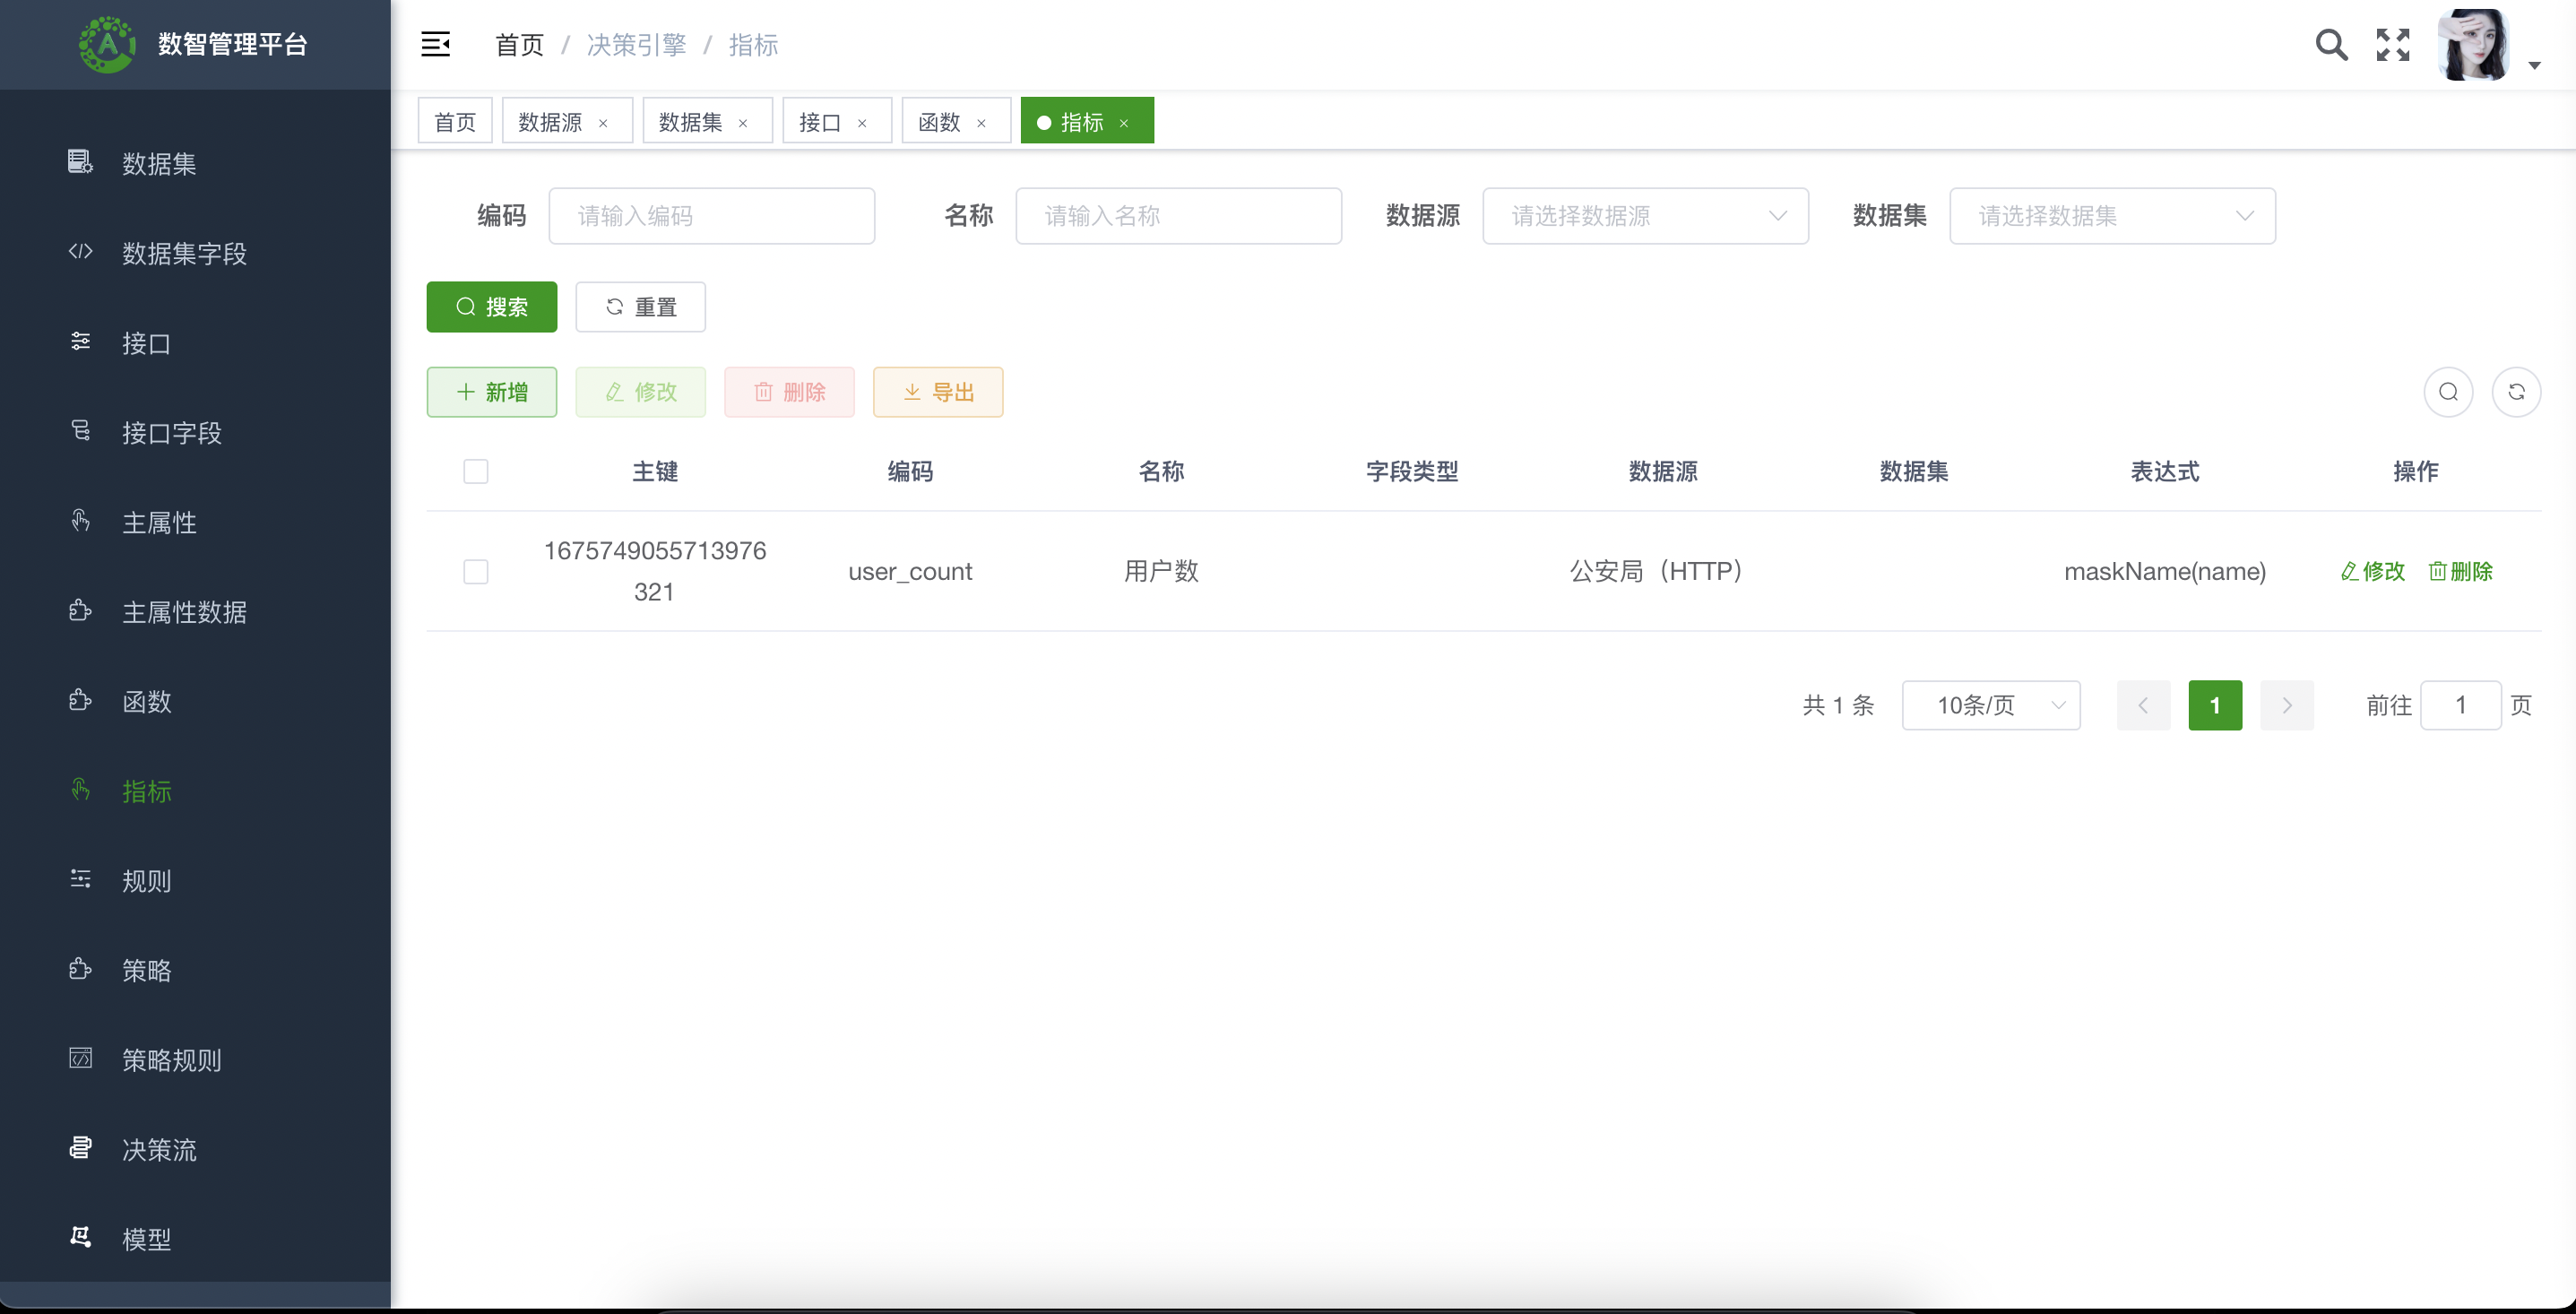 数智管理平台
首页 / 决策引擎 / 指标
首页 数据源 × 数据集 × 接口 × 函数 × 指标 ×
数据集
数据集字段
接口
接口字段
主属性
主属性数据
函数
指标
规则
策略
策略规则
决策流
模型
编码 请输入编码 名称 请输入名称 数据源 请选择数据源 数据集 请选择数据集
搜索 重置
新增 修改 删除 导出
主键 编码 名称 字段类型 数据源 数据集 表达式 操作
1675749055713976
321
user_count 用户数 公安局（HTTP） maskName(name) 修改 删除
共 1 条 10条/页 1 前往 1 页